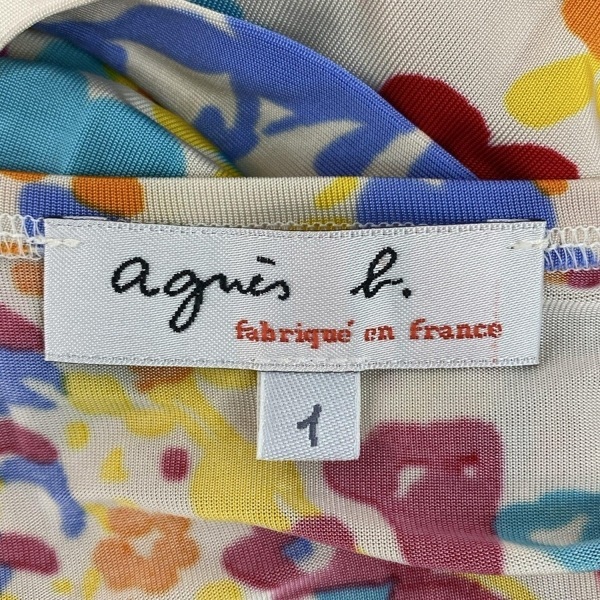 agnès b.
fabriqué en france
1